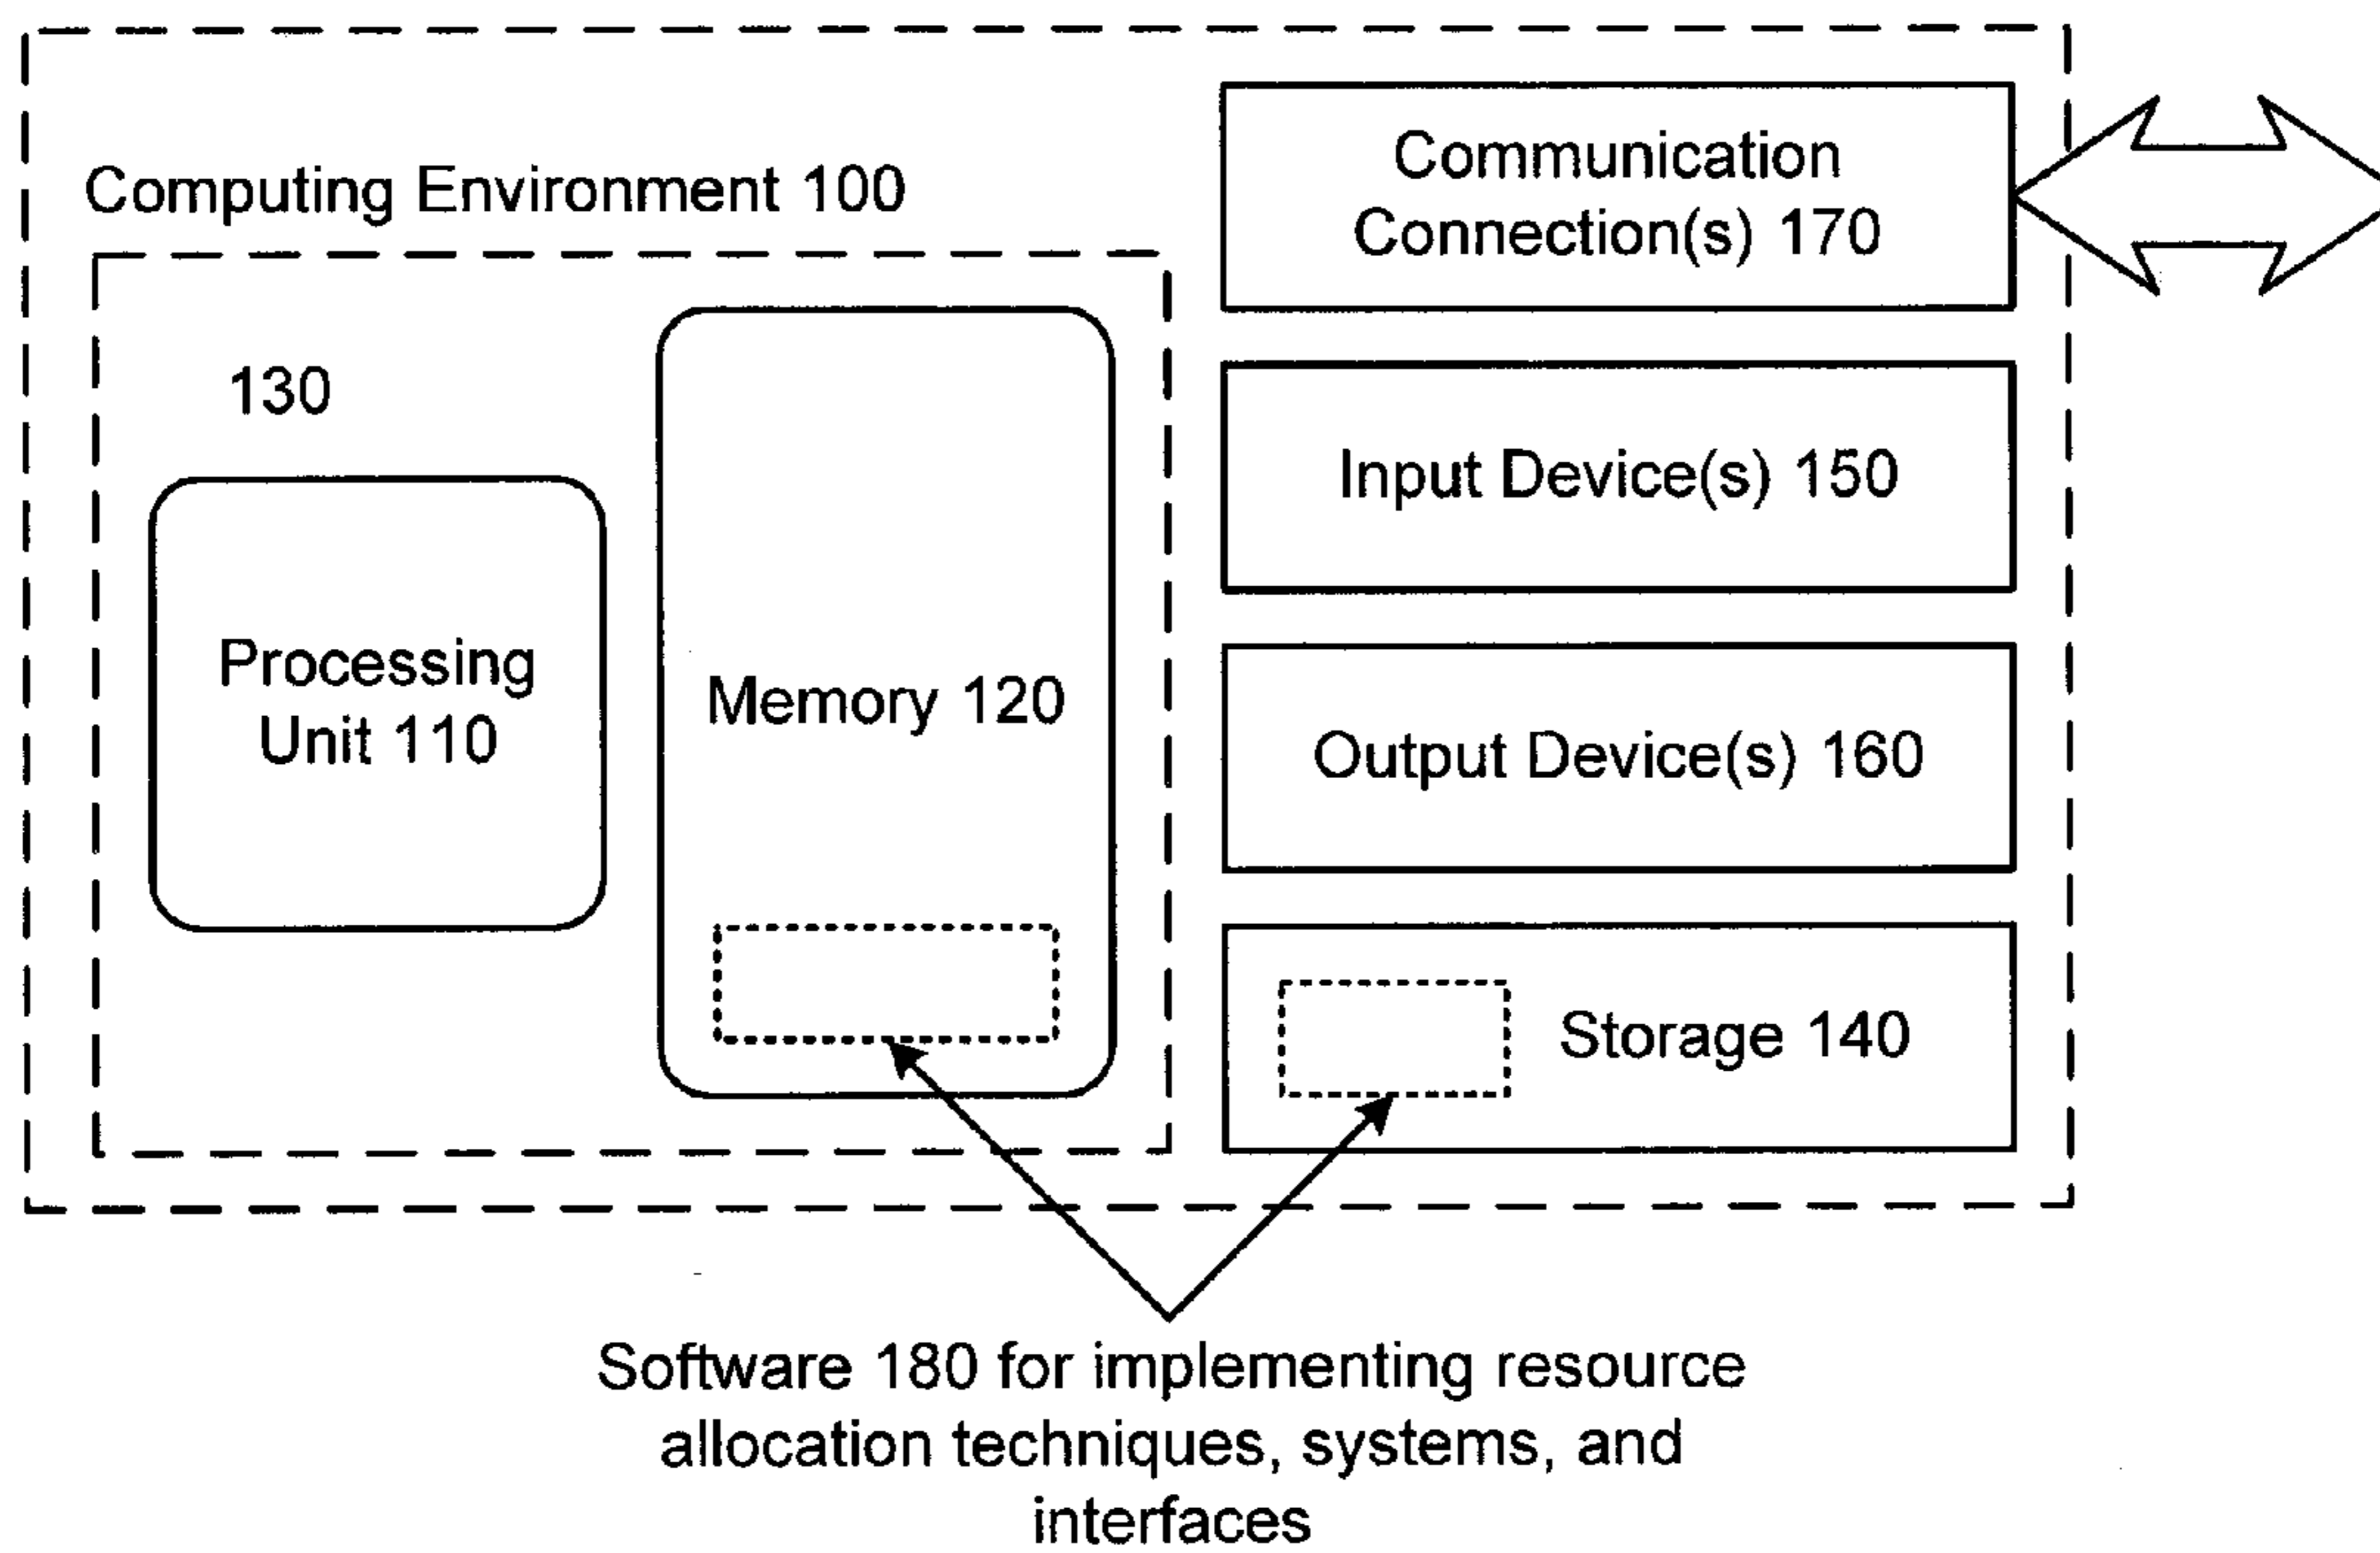 Computing Environment 100
130
Processing
Unit 110
Memory 120
Communication
Connection(s) 170
Input Device(s) 150
Output Device(s) 160
Storage 140
Software 180 for implementing resource
allocation techniques, systems, and
interfaces